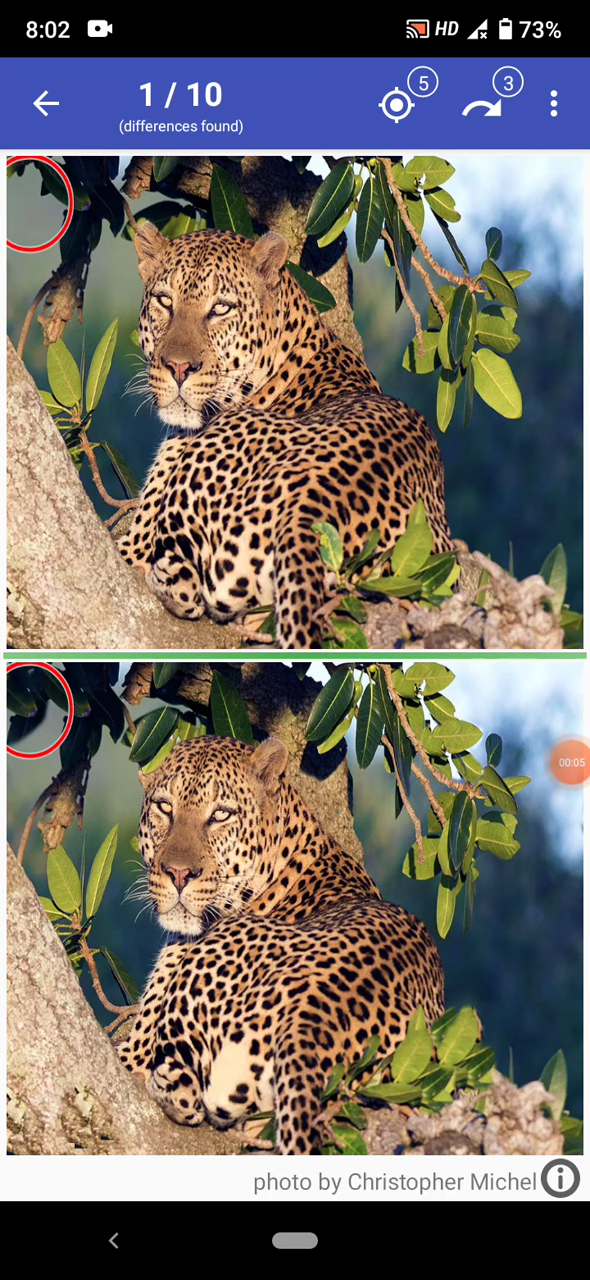 8:02
HD
73%
1 / 10
(differences found)
5
3
00:05
photo by Christopher Michel